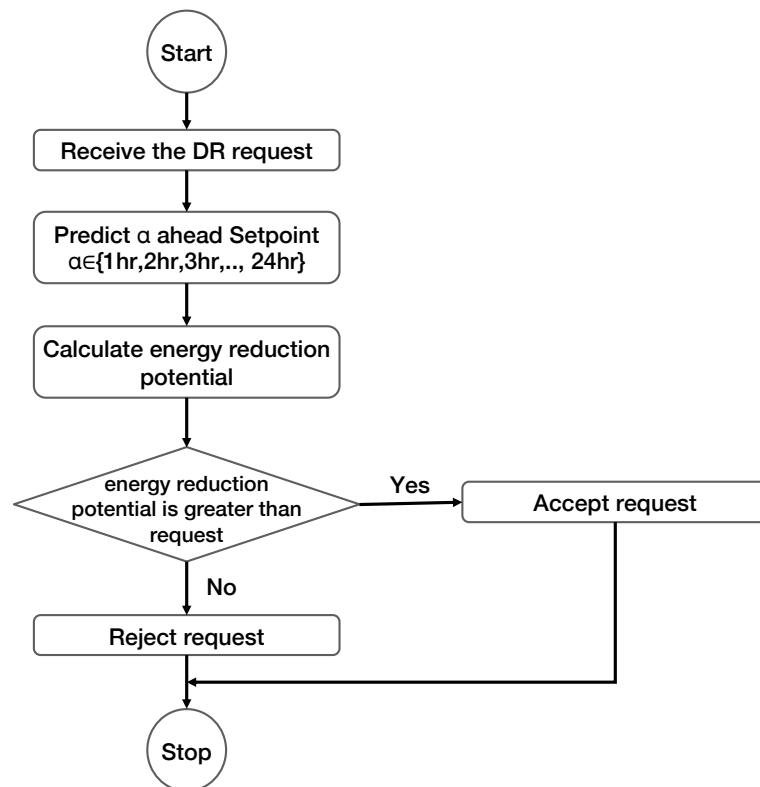 Start
Receive the DR request
Predict α ahead Setpoint
α∈{1hr,2hr,3hr,.., 24hr}
Calculate energy reduction
potential
energy reduction
potential is greater than
request
Yes
Accept request
No
Reject request
Stop